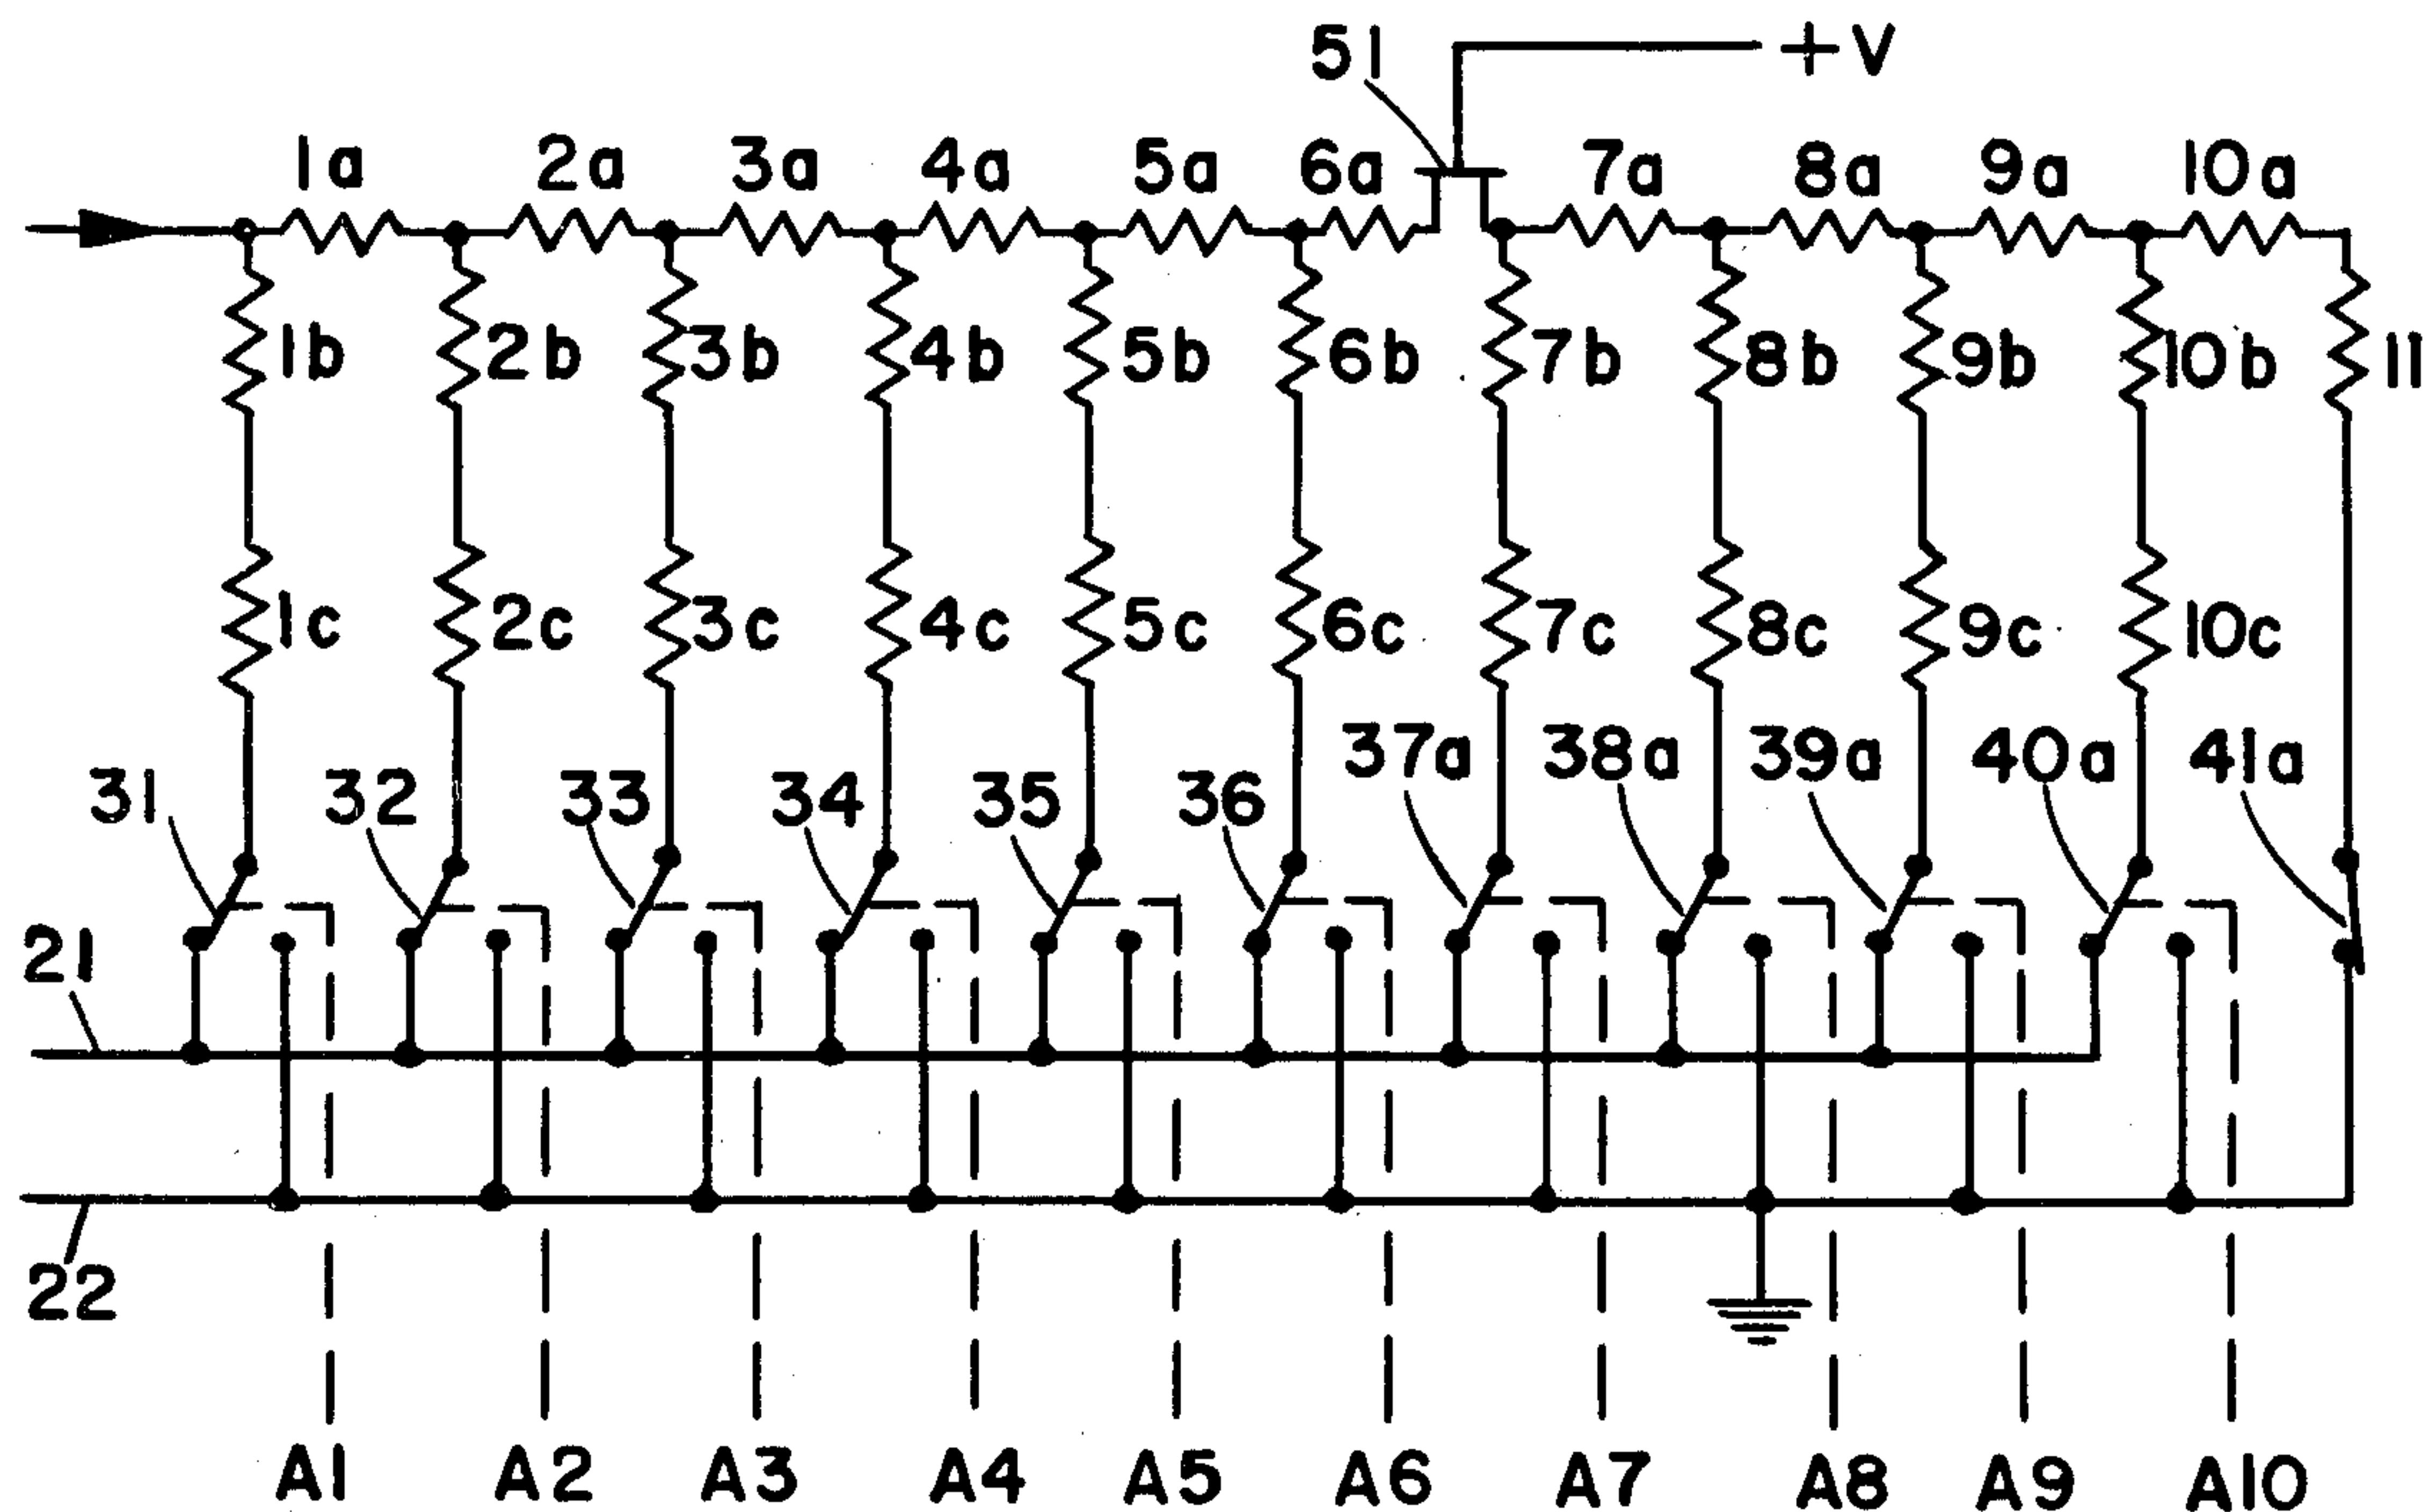 51 +V
1a 2a 3a 4a 5a 6a 7a 8a 9a 10a
1b 2b 3b 4b 5b 6b 7b 8b 9b 10b 11
1c 2c 3c 4c 5c 6c 7c 8c 9c 10c
31 32 33 34 35 36 37a 38a 39a 40a 41a
21
22
A1 A2 A3 A4 A5 A6 A7 A8 A9 A10